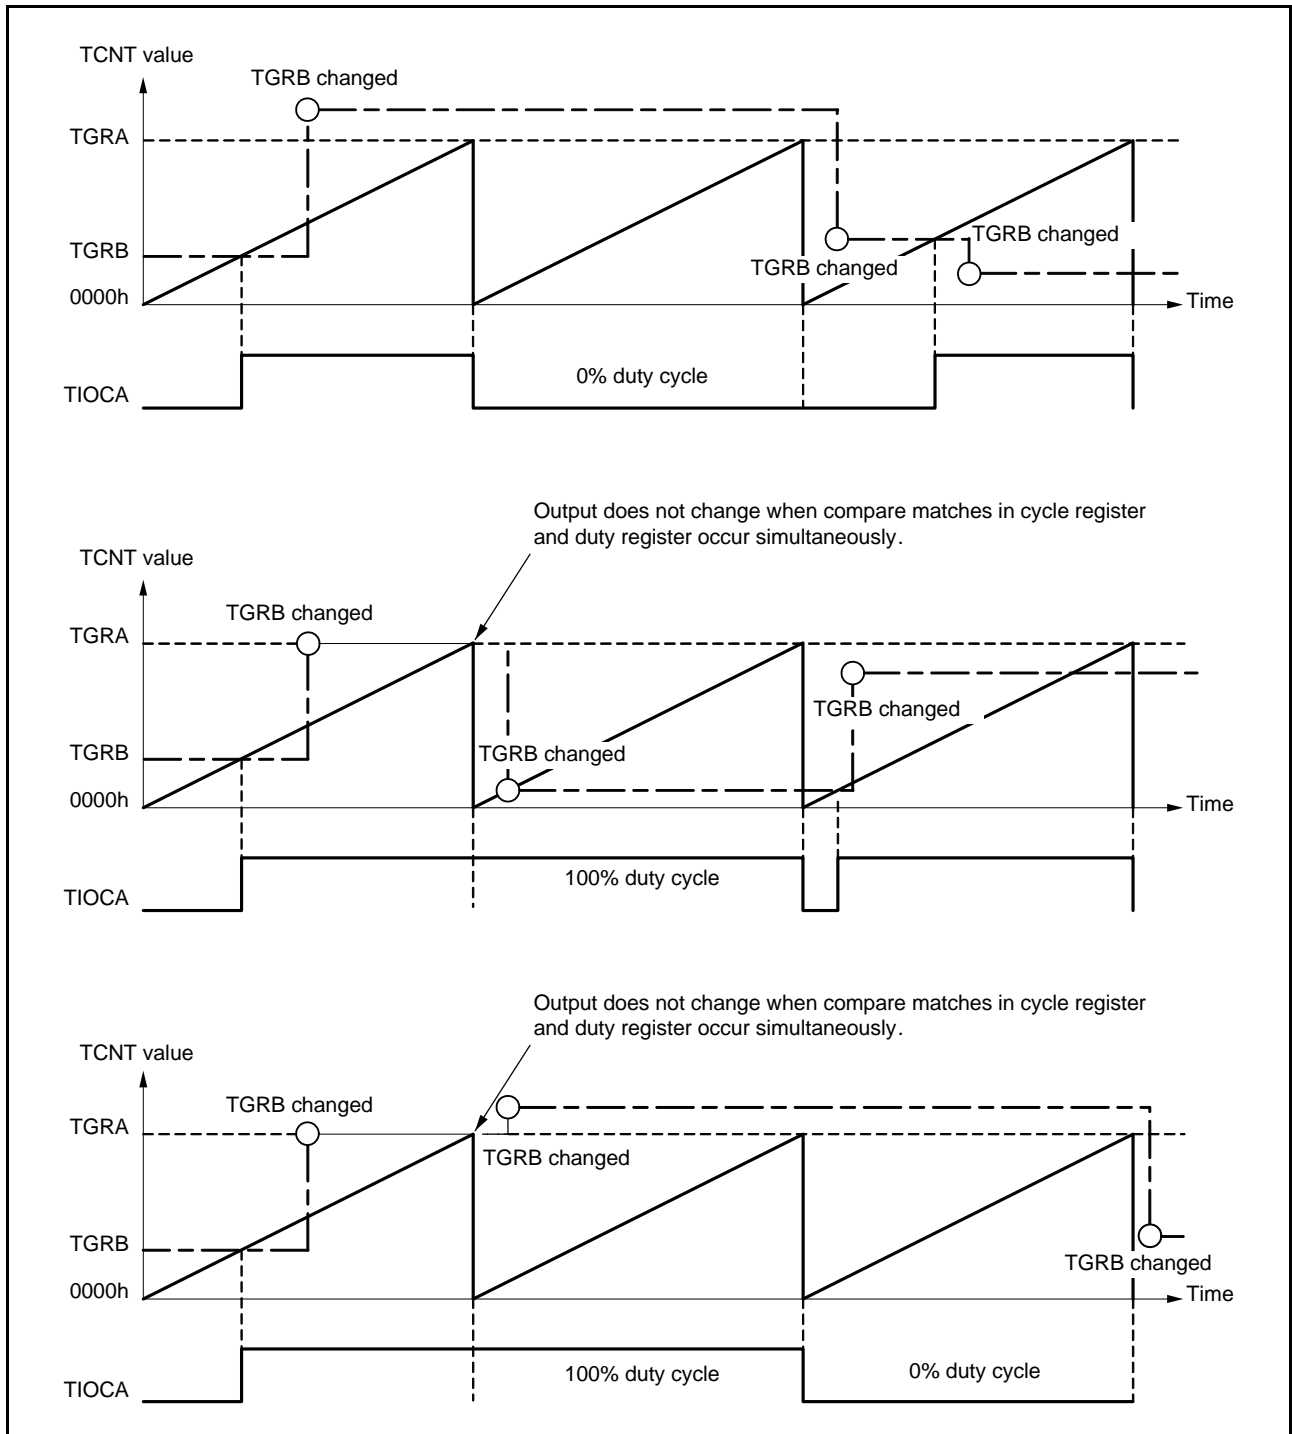 TCNT value
TGRB changed
TGRA
TGRB
TGRB changed
TGRB changed
0000h
Time
0% duty cycle
TIOCA
Output does not change when compare matches in cycle register
and duty register occur simultaneously.
TCNT value
TGRB changed
TGRA
TGRB changed
TGRB
TGRB changed
0000h
Time
100% duty cycle
TIOCA
Output does not change when compare matches in cycle register
and duty register occur simultaneously.
TCNT value
TGRB changed
TGRA
TGRB changed
TGRB
TGRB changed
0000h
Time
100% duty cycle
0% duty cycle
TIOCA